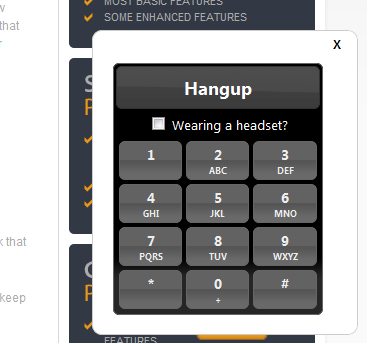 w
MOST BASIC FEATURES
that
SOME ENHANCED FEATURES
r
X
Hangup
Wearing a headset?
1
2
3
ABC
DEF
4
5
6
GHI
JKL
MNO
7
8
9
PQRS
TUV
WXYZ
*
0
#
+
k that
keep
FEATURES